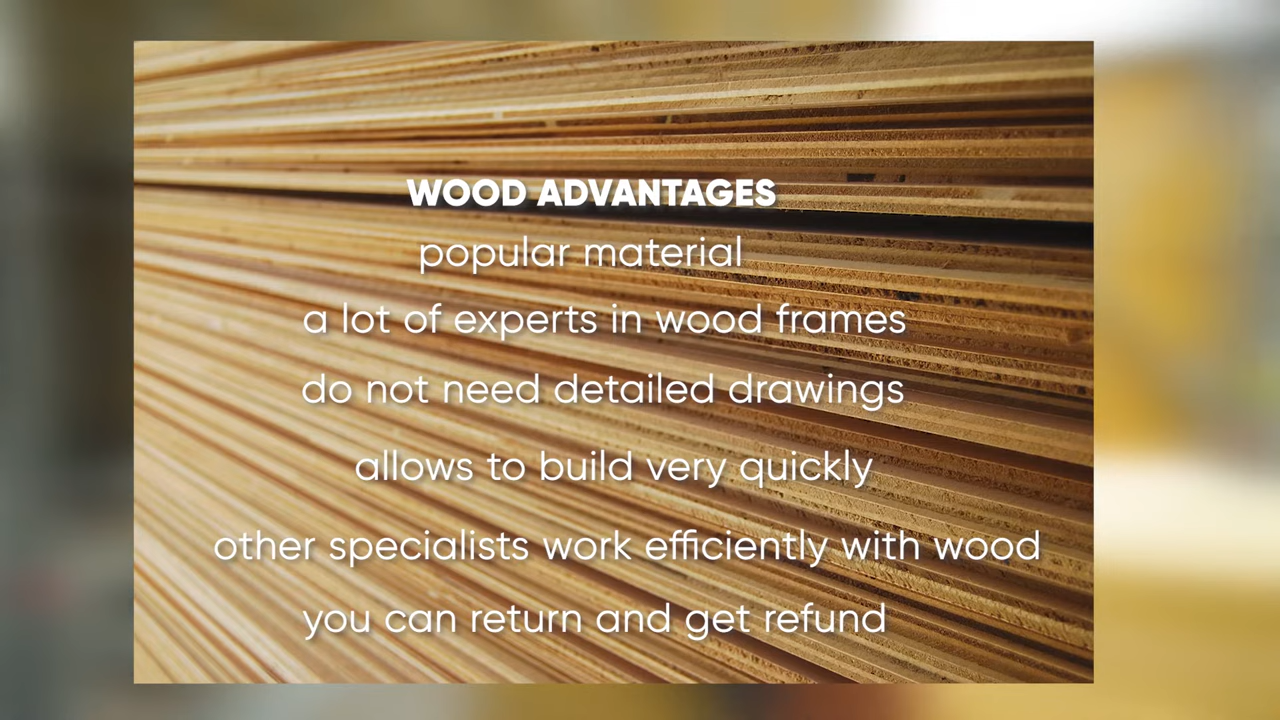 WOOD ADVANTAGES
popular material
a lot of experts in wood frames
do not need detailed drawings
allows to build very quickly
other specialists work efficiently with wood
you can return and get refund